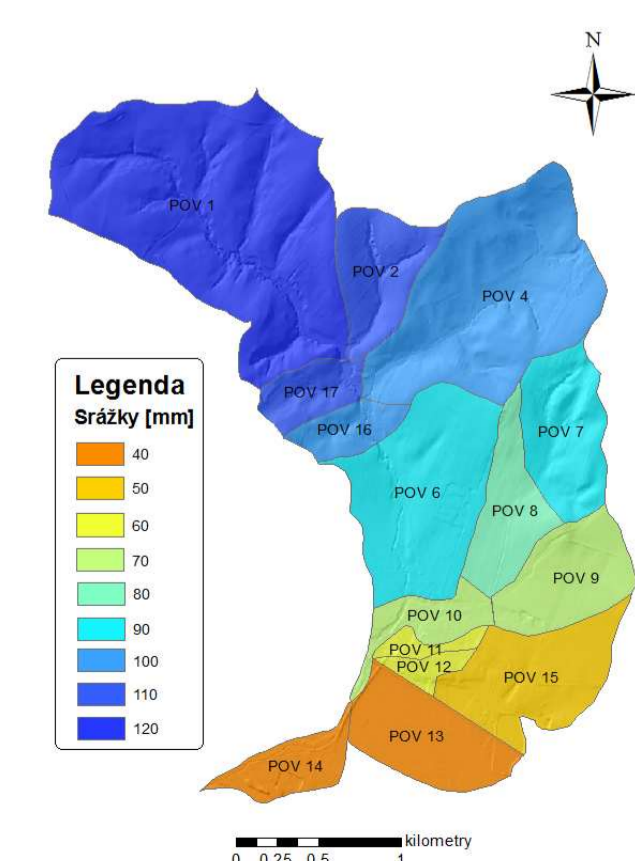 N
POV 1
POV 2
POV 4
POV 17
POV 16
POV 7
POV 6
POV 8
POV 9
POV 10
POV 11
POV 12
POV 15
POV 13
POV 14
Legenda
Srážky [mm]
40
50
60
70
80
90
100
110
120
kilometry
0 0.25 0.5 1